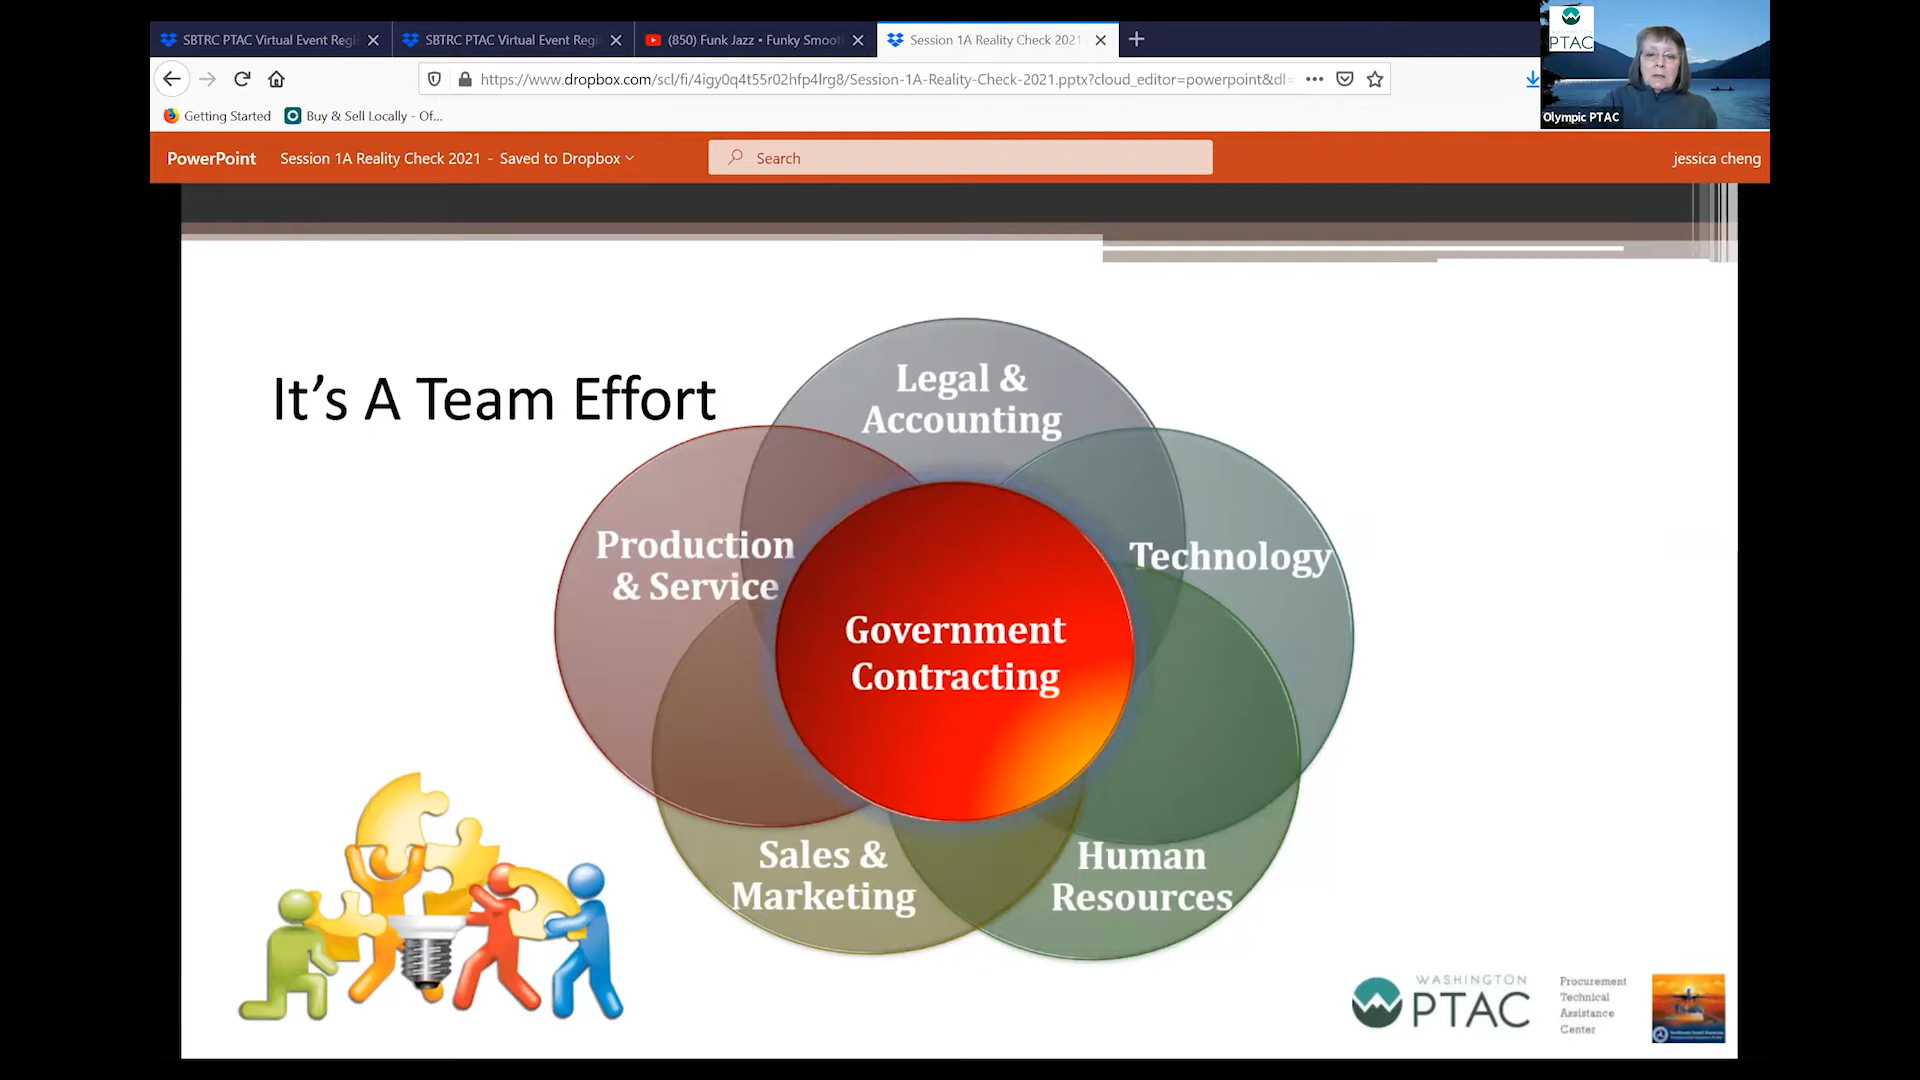 SBTRC PTAC Virtual Event Regi
SBTRC PTAC Virtual Event Regi
(850) Funk Jazz • Funky Smoot
Session 1A Reality Check 2021
https://www.dropbox.com/scl/fi/4igy0q4t55r02hfp4lrg8/Session-1A-Reality-Check-2021.pptx?cloud_editor=powerpoint&dl=
Getting Started
Buy & Sell Locally - Of...
PTAC
Olympic PTAC
PowerPoint
Session 1A Reality Check 2021 - Saved to Dropbox
Search
jessica cheng
It's A Team Effort
Legal &
Accounting
Production
& Service
Technology
Government
Contracting
Sales &
Marketing
Human
Resources
WASHINGTON
PTAC
Procurement
Technical
Assistance
Center